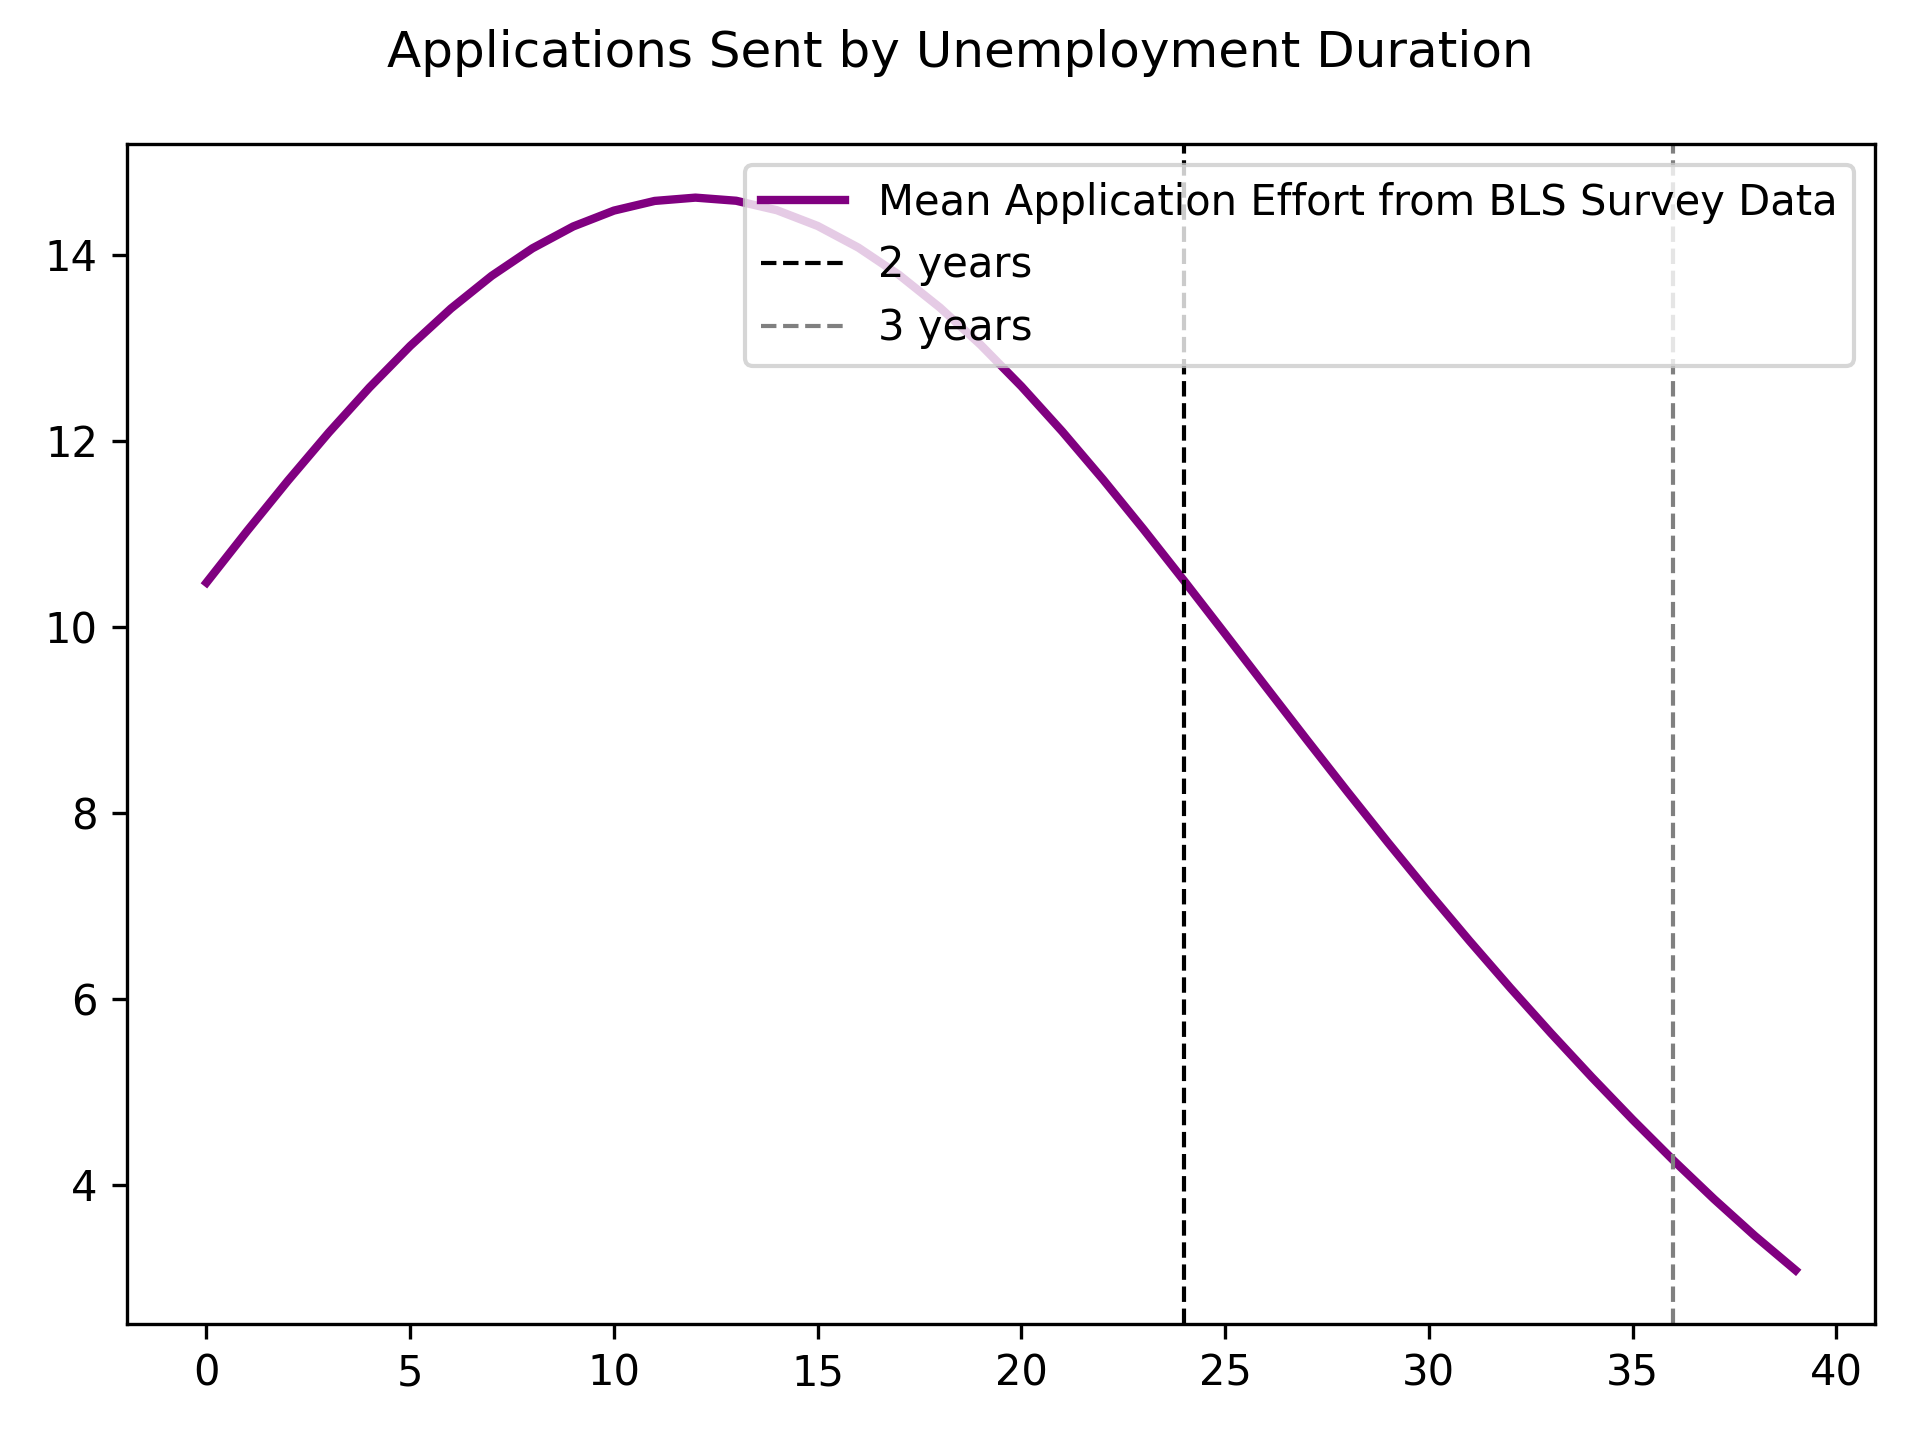 Applications Sent by Unemployment Duration
Mean Application Effort from BLS Survey Data
2 years
3 years
14
12
10
8
6
4
0 5 10 15 20 25 30 35 40